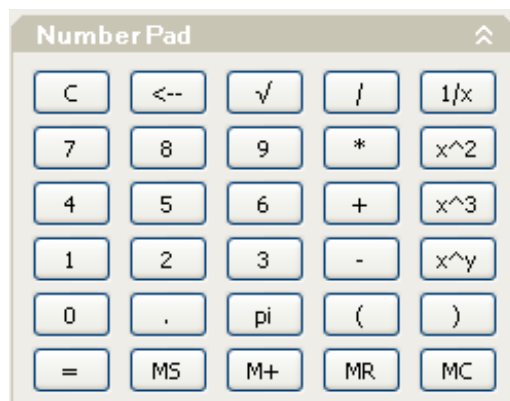 Number Pad
C <-- √ / 1/x
7 8 9 * x^2
4 5 6 + x^3
1 2 3 - x^y
0 . pi ( )
= MS M+ MR MC